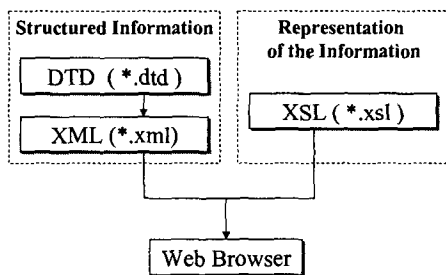 Structured Information
DTD ( *.dtd )
XML (*.xml)
Representation
of the Information
XSL ( *.xsl )
Web Browser